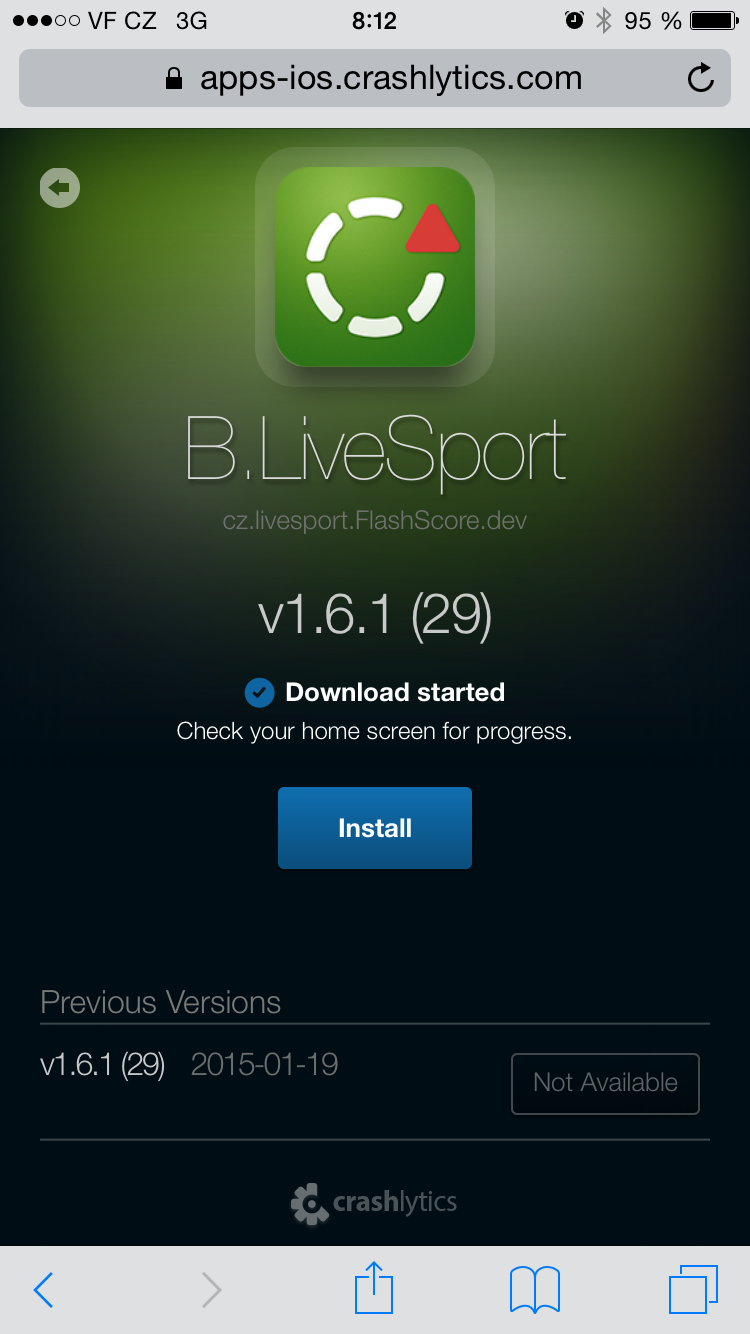 VF CZ 3G 8:12 95 %
apps-ios.crashlytics.com
B.LiveSport
cz.livesport.FlashScore.dev
v1.6.1 (29)
Download started
Check your home screen for progress.
Install
Previous Versions
v1.6.1 (29) 2015-01-19 Not Available
crashlytics